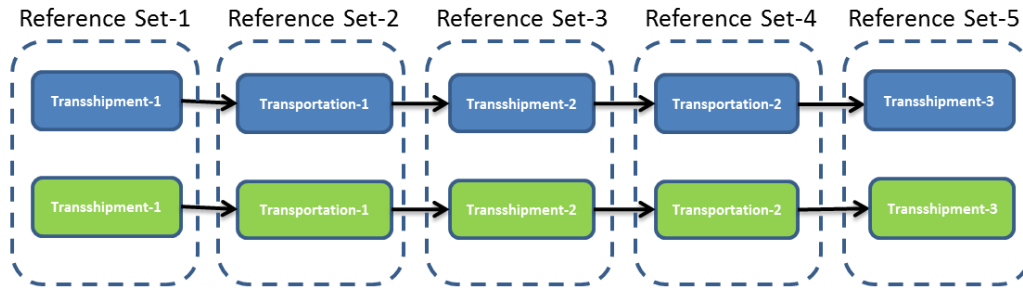 Reference Set-1 Reference Set-2 Reference Set-3 Reference Set-4 Reference Set-5
Transshipment-1 Transportation-1 Transshipment-2 Transportation-2 Transshipment-3
Transshipment-1 Transportation-1 Transshipment-2 Transportation-2 Transshipment-3